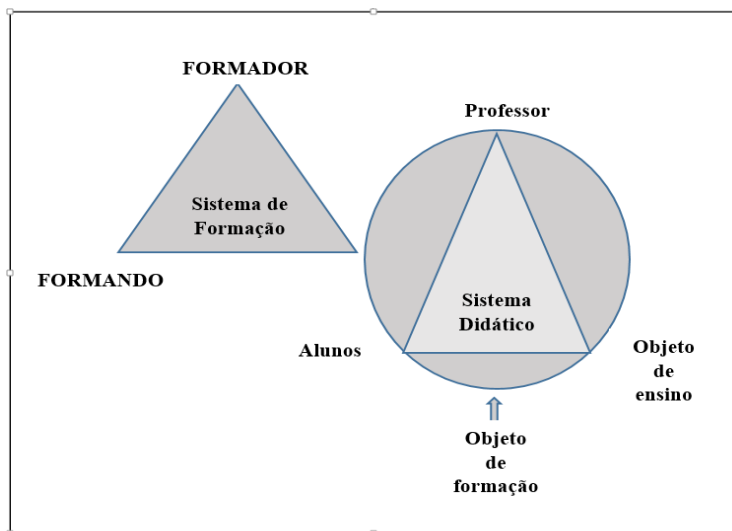 FORMADOR
Sistema de
Formação
FORMANDO
Professor
Sistema
Didático
Alunos
Objeto
de
ensino
Objeto
de
formação